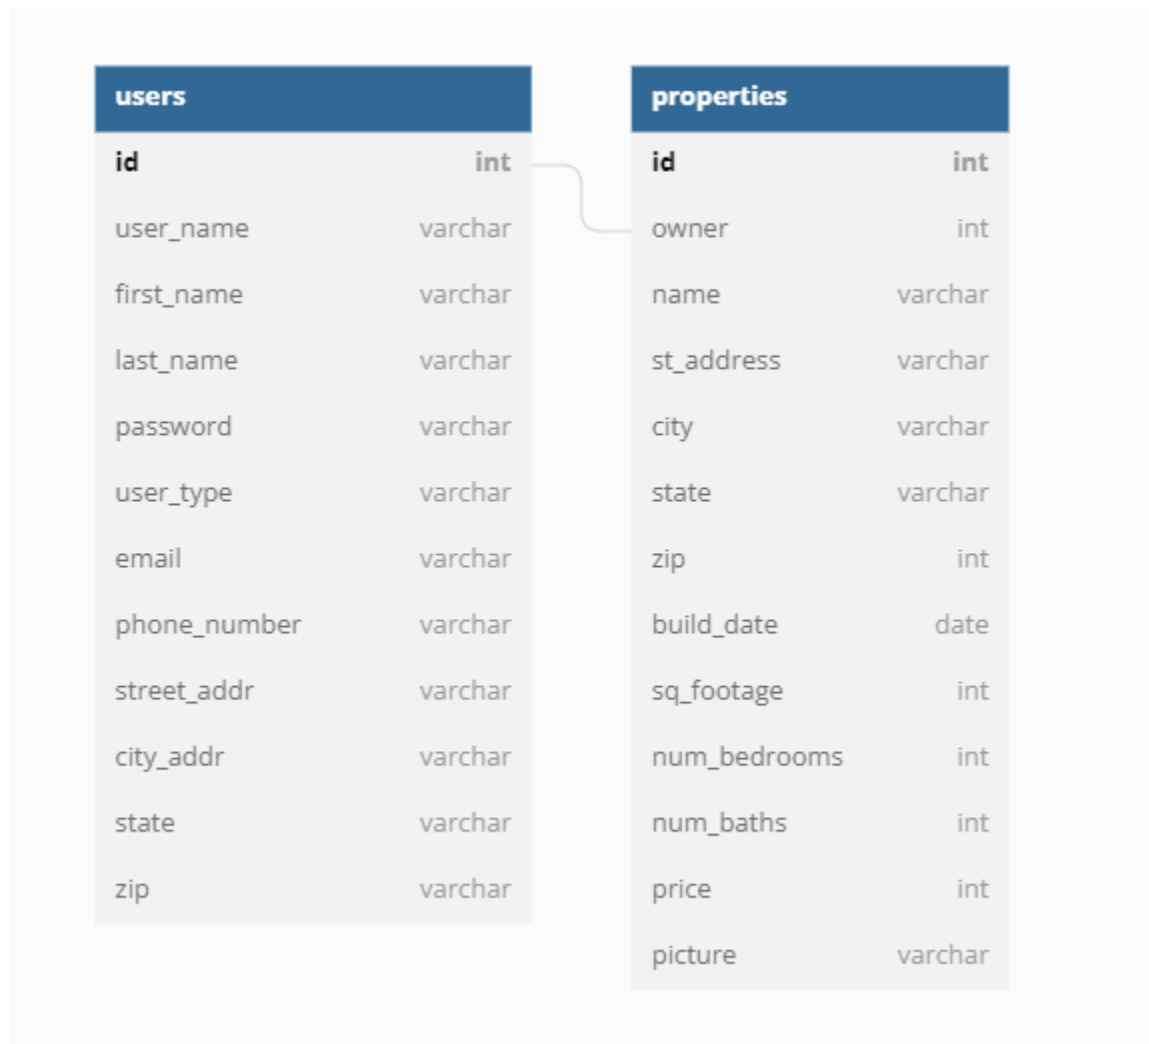 users
id int
user_name varchar
first_name varchar
last_name varchar
password varchar
user_type varchar
email varchar
phone_number varchar
street_addr varchar
city_addr varchar
state varchar
zip varchar
properties
id int
owner int
name varchar
st_address varchar
city varchar
state varchar
zip int
build_date date
sq_footage int
num_bedrooms int
num_baths int
price int
picture varchar